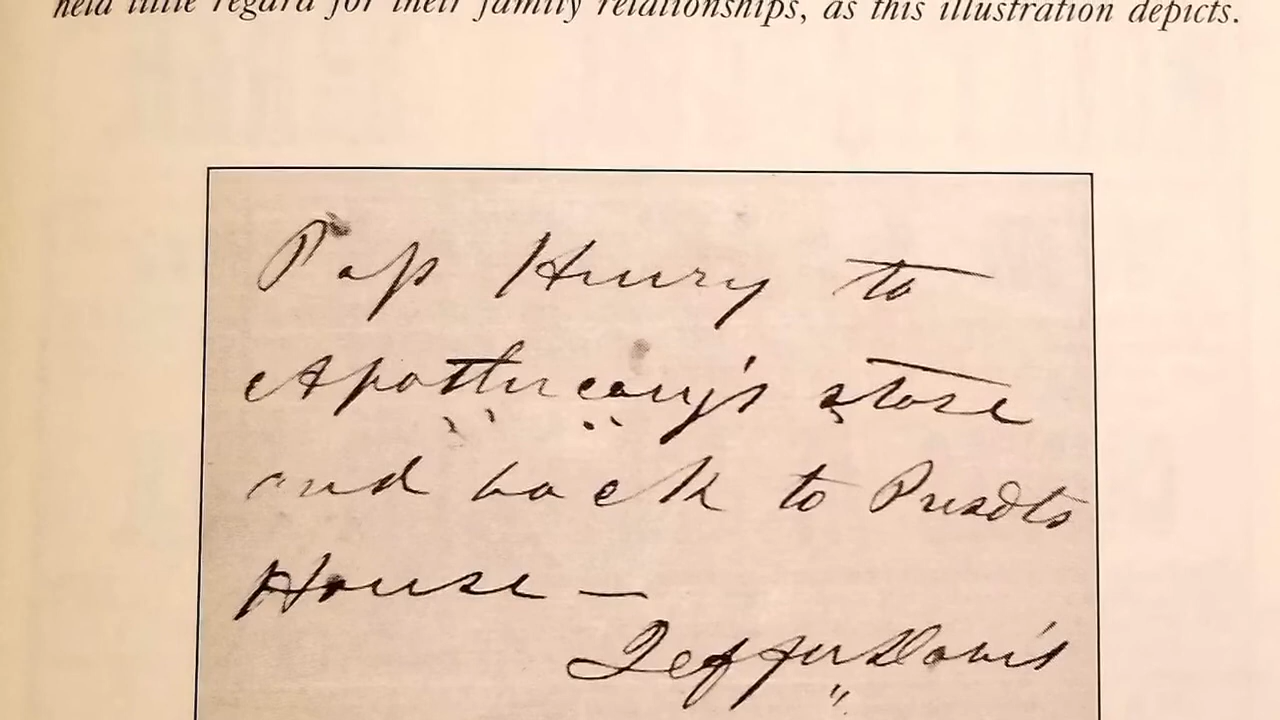 held little regard for their family relationships, as this illustration depicts.
Pass Henry to
Apothecary's store
and back to Presdts
House —
Jeffer Davis